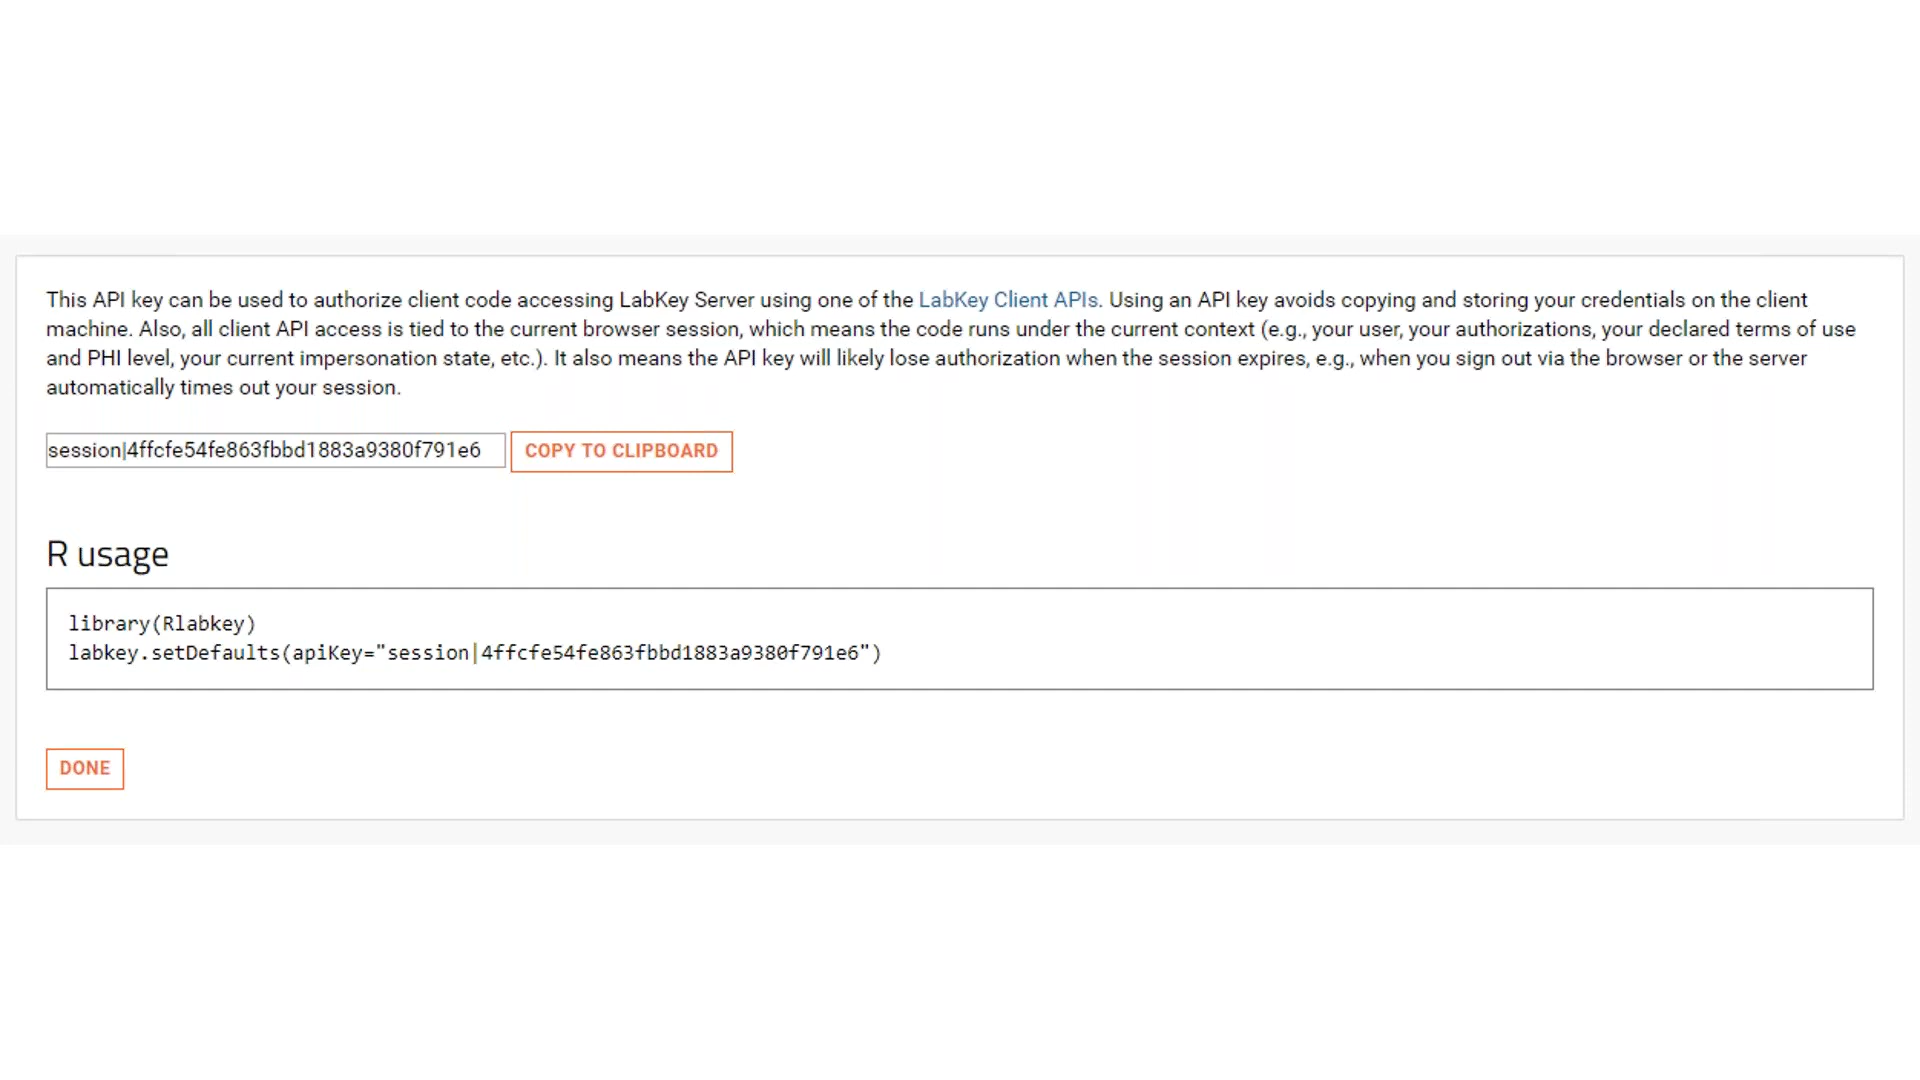 This API key can be used to authorize client code accessing LabKey Server using one of the LabKey Client APIs. Using an API key avoids copying and storing your credentials on the client
machine. Also, all client API access is tied to the current browser session, which means the code runs under the current context (e.g., your user, your authorizations, your declared terms of use
and PHI level, your current impersonation state, etc.). It also means the API key will likely lose authorization when the session expires, e.g., when you sign out via the browser or the server
automatically times out your session.
session|4ffcfe54fe863fbbd1883a9380f791e6 COPY TO CLIPBOARD
R usage
library(Rlabkey)
labkey.setDefaults(apiKey="session|4ffcfe54fe863fbbd1883a9380f791e6")
DONE